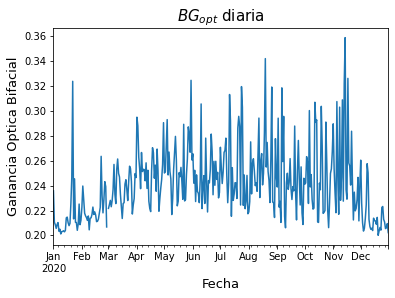 BG_opt diaria
Ganancia Optica Bifacial
0.36
0.34
0.32
0.30
0.28
0.26
0.24
0.22
0.20
Jan Feb Mar Apr May Jun Jul Aug Sep Oct Nov Dec
2020
Fecha